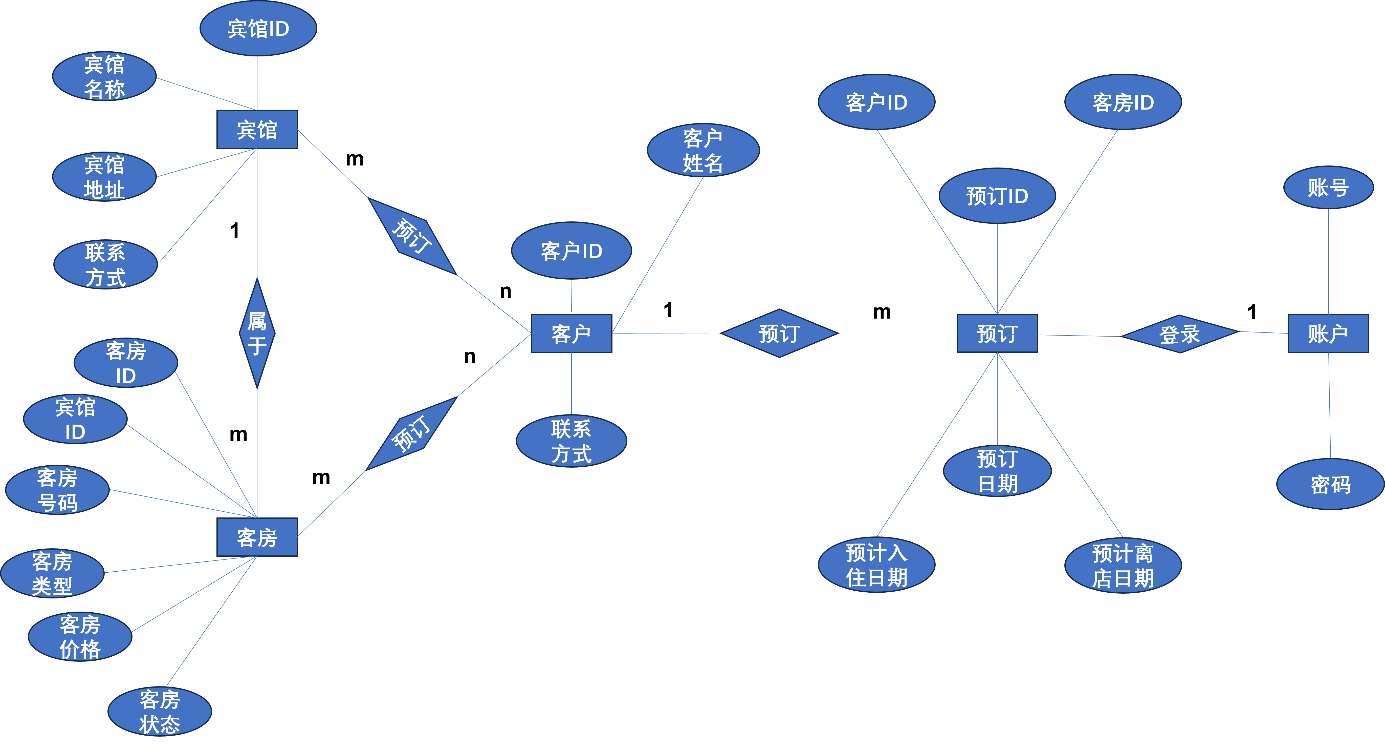 宾馆ID
宾馆
名称
宾馆
宾馆
地址
联系
方式
m
预订
1
n
属
于
客房
ID
宾馆
ID
客房
号码
m
客房
客房
类型
客房
价格
客房
状态
n
预订
m
客户
姓名
客户ID
客户
联系
方式
1
预订
m
客户ID
客房ID
预订ID
预订
预订
日期
预计入
住日期
预计离
店日期
登录
1
账号
账户
密码